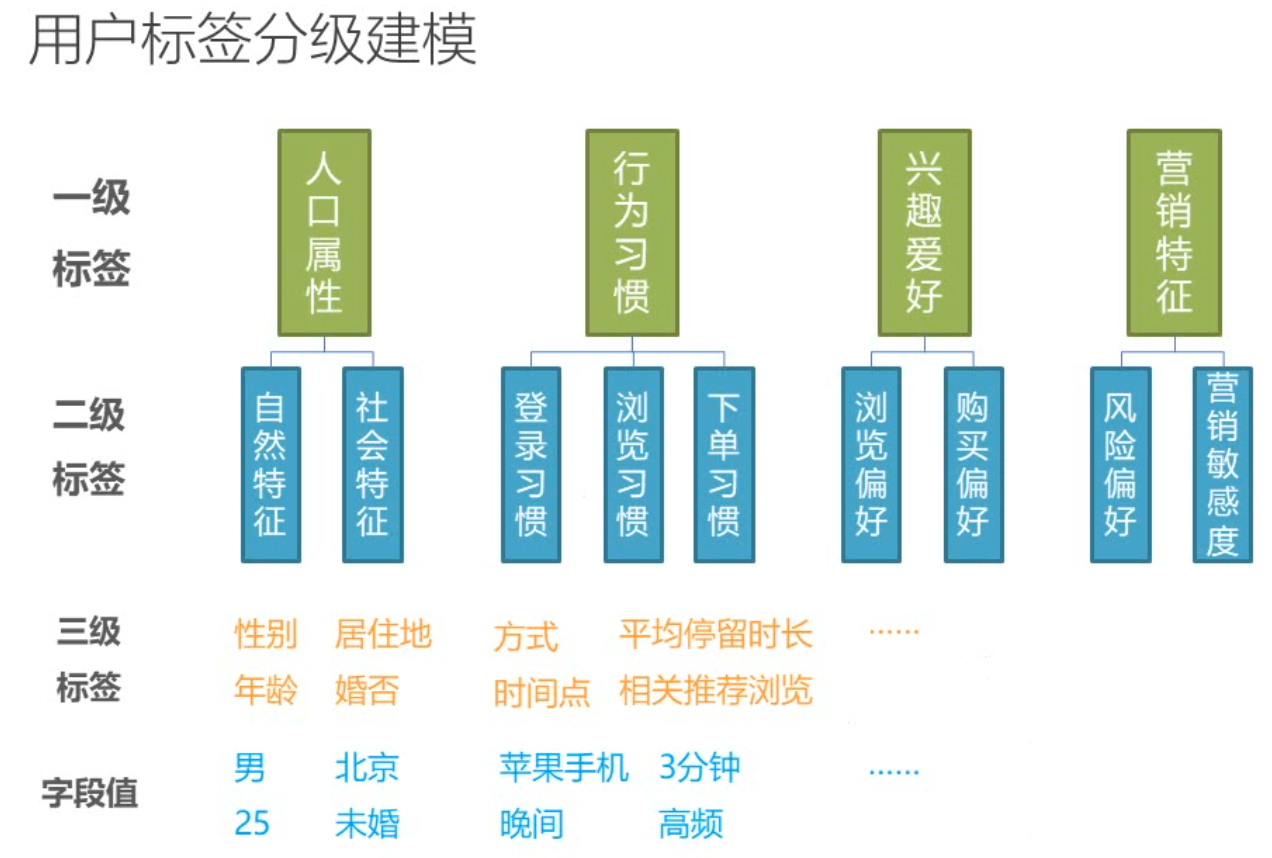 用户标签分级建模
一级
标签
人口属性
行为习惯
兴趣爱好
营销特征
二级
标签
自然特征
社会特征
登录习惯
浏览习惯
下单习惯
浏览偏好
购买偏好
风险偏好
营销敏感度
三级
标签
性别 居住地 方式 平均停留时长 ……
年龄 婚否 时间点 相关推荐浏览
字段值
男 北京 苹果手机 3分钟 ……
25 未婚 晚间 高频